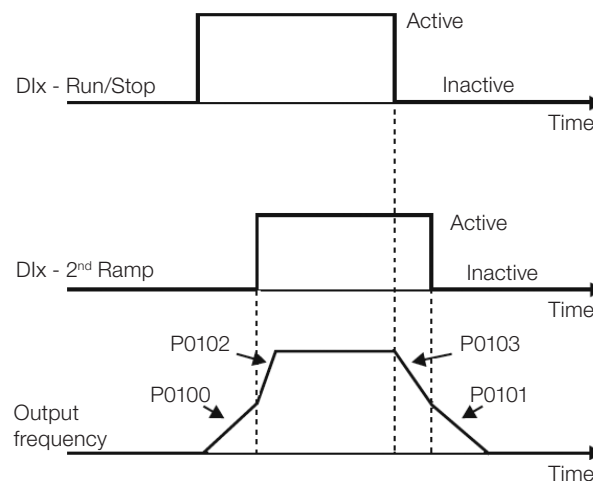 Active
DIx - Run/Stop
Inactive
Time
Active
DIx - 2nd Ramp
Inactive
Time
P0102
P0103
P0100
P0101
Output
frequency
Time